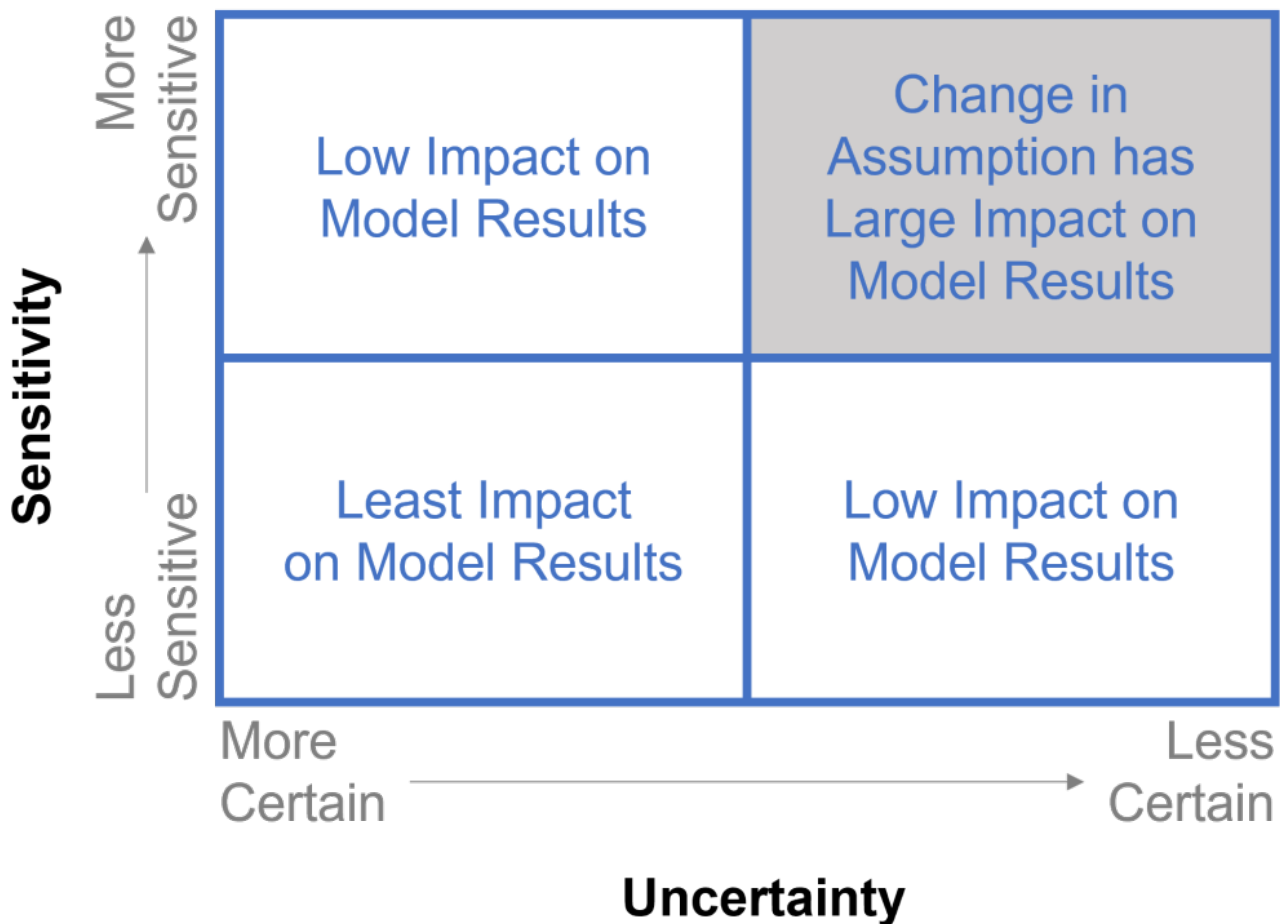 More
Sensitive
Low Impact on
Model Results
Change in
Assumption has
Large Impact on
Model Results
Sensitivity
Less
Sensitive
Least Impact
on Model Results
Low Impact on
Model Results
More
Certain
Less
Certain
Uncertainty